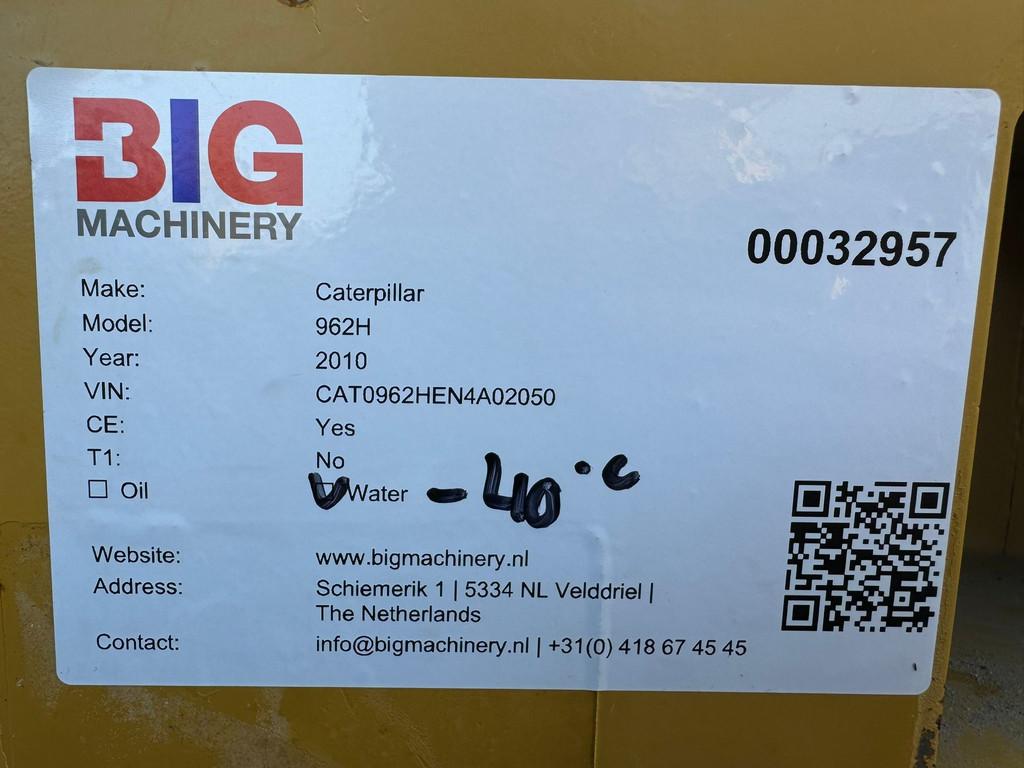 BIG
MACHINERY
00032957
Make: Caterpillar
Model: 962H
Year: 2010
VIN: CAT0962HEN4A02050
CE: Yes
T1: No
☐ Oil ☑ Water -40°C
Website: www.bigmachinery.nl
Address: Schiemerik 1 | 5334 NL Velddriel |
The Netherlands
Contact: info@bigmachinery.nl | +31(0) 418 67 45 45